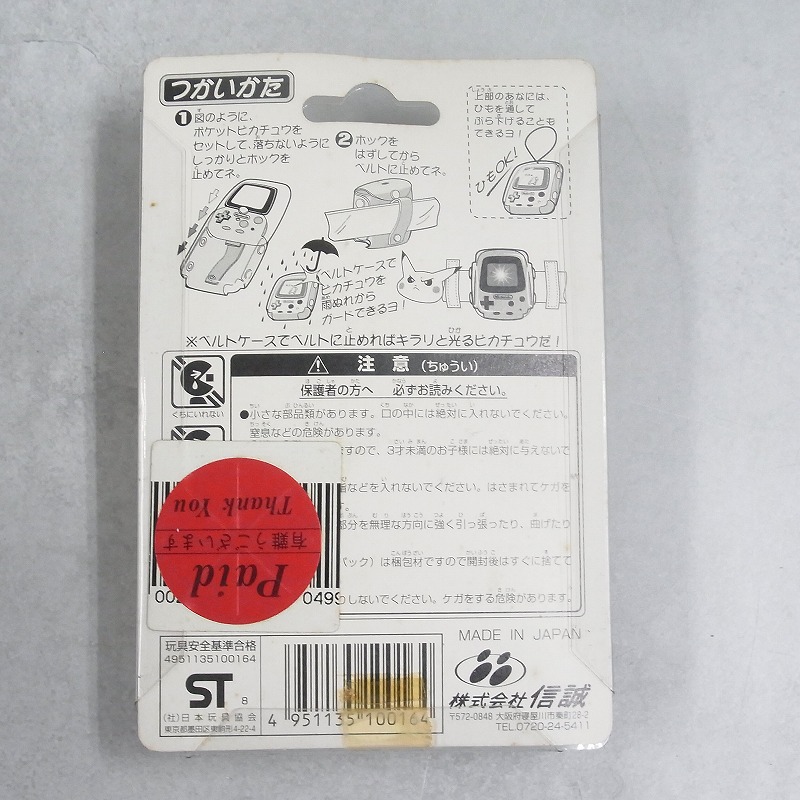 つかいかた
❶図のように、
ポケットピカチュウを
セットして、落ちないように
しっかりとホックを
止めてネ。
❷ホックを
はずしてから
ベルトに止めてネ。
上部のあなには、
ひもを通して
ぶら下げることも
できるヨ!
ひもOK!
ベルトケースで
ピカチュウを
雨ぬれから
ガードできるヨ!
※ベルトケースでベルトに止めればキラリと光るピカチュウだ!
注意(ちゅうい)
保護者の方へ 必ずお読みください。
くちにいれない
●小さな部品類があります。口の中には絶対に入れないでください。
窒息などの危険があります。
ますので、3才未満のお子様には絶対に与えないで
などを入れないでください。はさまれてケガを
部分を無理な方向に強く引っ張ったり、曲げたり
パック)は梱包材ですので開封後はすぐに捨てて
しないでください。ケガをする危険があります。
Paid
有難うございます
Thank You
00
0499
玩具安全基準合格
4951135100164
ST 8
(社)日本玩具協会
東京都墨田区東駒形4-22-4
4 951135 100164
MADE IN JAPAN
株式会社 信誠
〒572-0848 大阪府寝屋川市秦町28-2
TEL.0720-24-5411